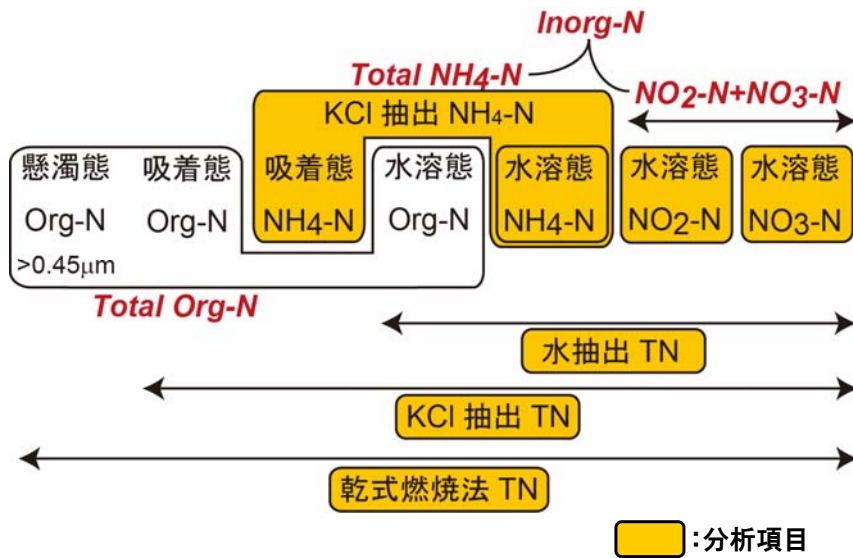 Inorg-N
Total NH4-N
NO2-N+NO3-N
KCl 抽出 NH4-N
懸濁態 吸着態 吸着態 水溶態 水溶態 水溶態 水溶態
Org-N Org-N NH4-N Org-N NH4-N NO2-N NO3-N
>0.45μm
Total Org-N
水抽出 TN
KCl 抽出 TN
乾式燃焼法 TN
:分析項目